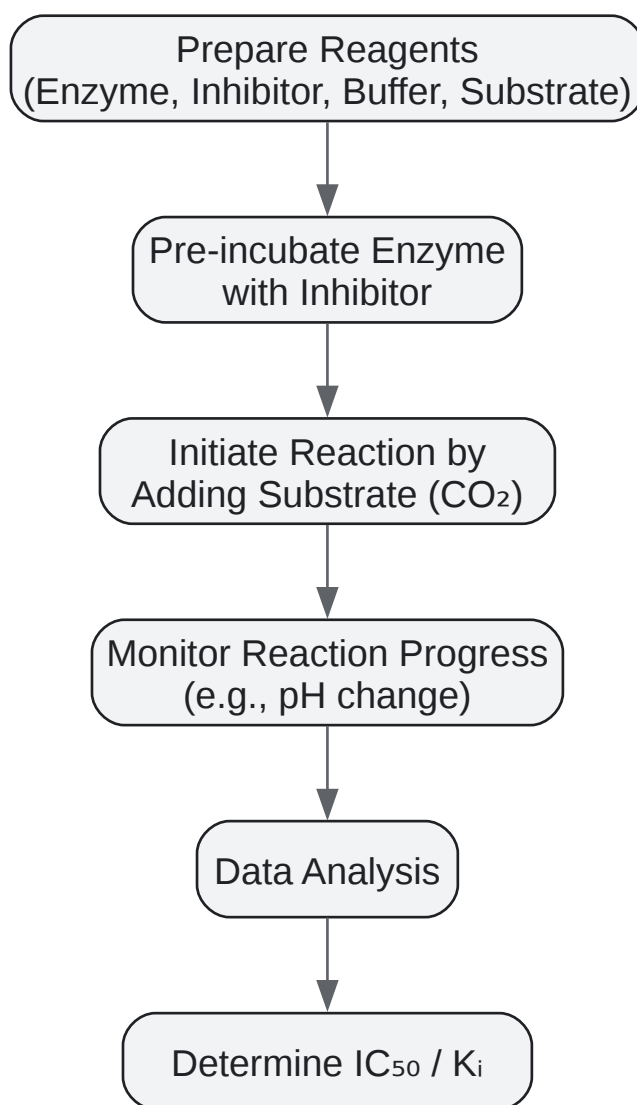 Prepare Reagents
(Enzyme, Inhibitor, Buffer, Substrate)
Pre-incubate Enzyme
with Inhibitor
Initiate Reaction by
Adding Substrate (CO₂)
Monitor Reaction Progress
(e.g., pH change)
Data Analysis
Determine IC₅₀ / Kᵢ